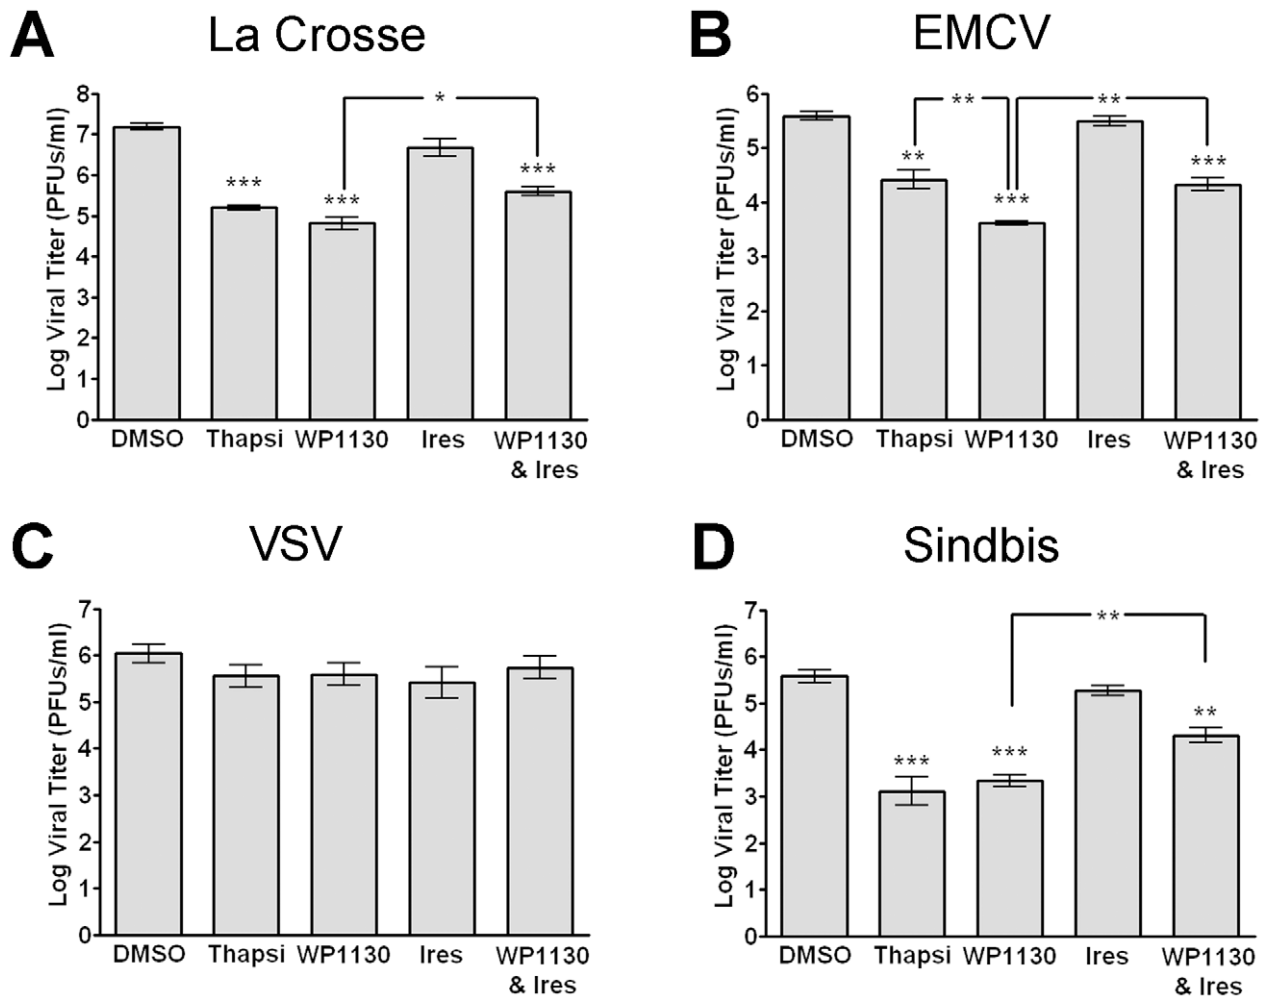 A La Crosse
Log Viral Titer (PFUs/ml)
8
7
6
5
4
3
2
1
0
***
***
*
***
DMSO Thapsi WP1130 Ires WP1130
& Ires
B EMCV
Log Viral Titer (PFUs/ml)
6
5
4
3
2
1
0
**
**
***
**
***
DMSO Thapsi WP1130 Ires WP1130
& Ires
C VSV
Log Viral Titer (PFUs/ml)
7
6
5
4
3
2
1
0
DMSO Thapsi WP1130 Ires WP1130
& Ires
D Sindbis
Log Viral Titer (PFUs/ml)
7
6
5
4
3
2
1
0
***
***
**
**
DMSO Thapsi WP1130 Ires WP1130
& Ires